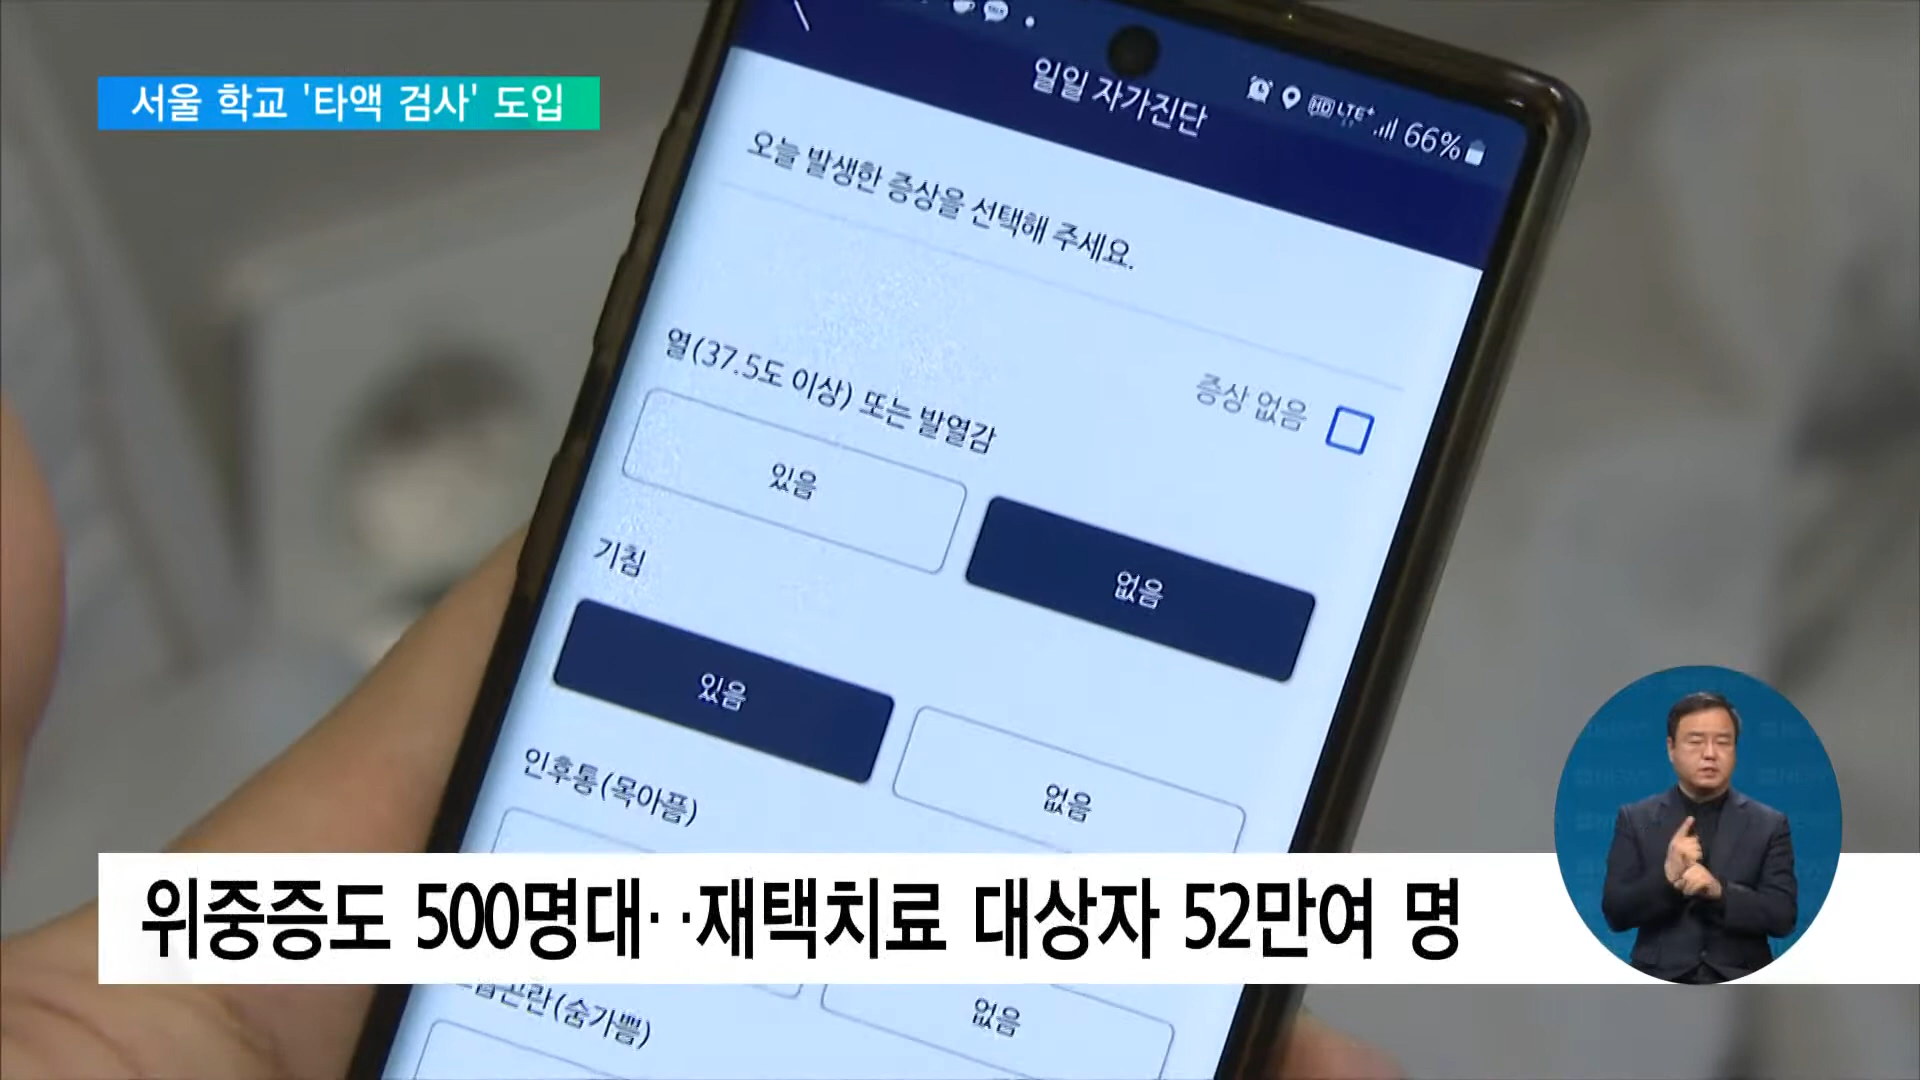 서울 학교 '타액 검사' 도입
HD LTE+ 66%
일일 자가진단
오늘 발생한 증상을 선택해 주세요.
증상 없음
열(37.5도 이상) 또는 발열감
있음
없음
기침
있음
없음
인후통(목아픔)
위중증도 500명대‥재택치료 대상자 52만여 명
없음
곤란(숨가쁨)